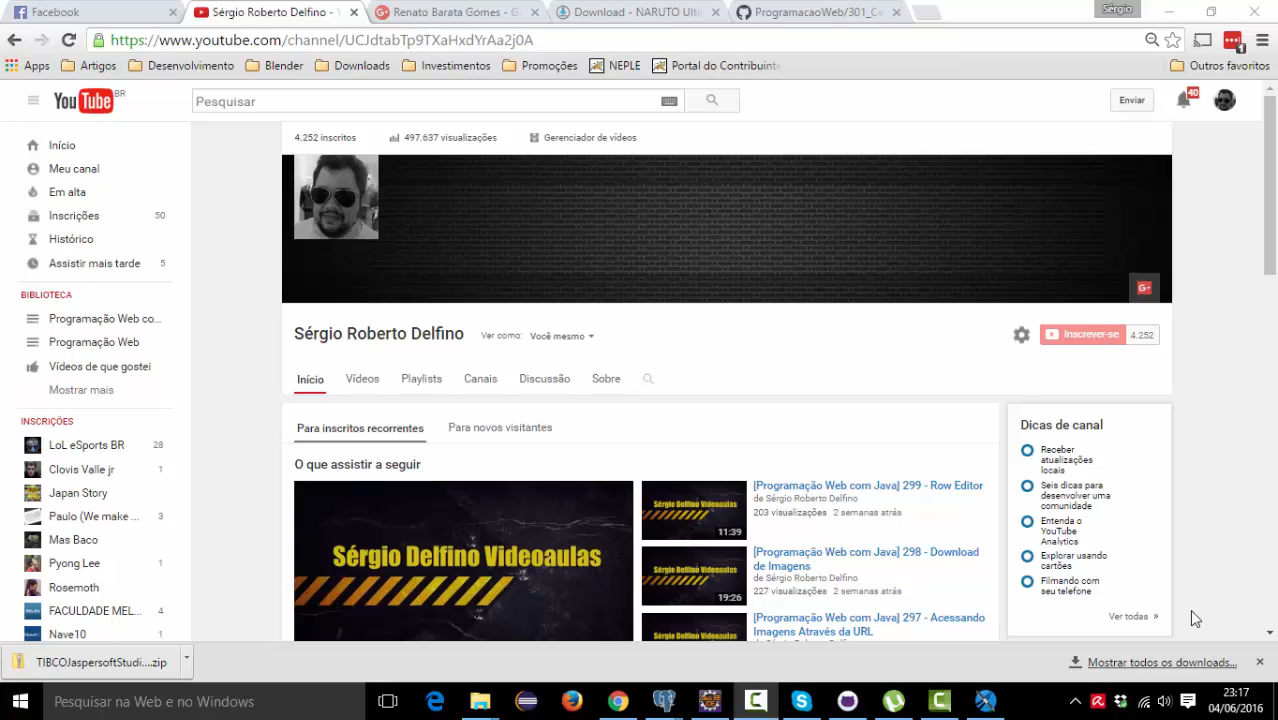 Facebook
Sérgio Roberto Delfino -
Renato Barata Gomes - G
Download - NARUTO Ulti
ProgramacaoWeb/301_Ce
Sérgio
https://www.youtube.com/channel/UCJdtabTp9TXaHxdYrAa2j0A
1
Apps Artigos Desenvolvimento Blender Downloads Investimentos Promoções NEPLE Portal do Contribuinte Outros favoritos
YouTube BR
Pesquisar
Enviar
40
4.252 inscritos 497.637 visualizações Gerenciador de vídeos
Início
Meu canal
Em alta
Inscrições 50
Histórico
Assistir mais tarde 5
BIBLIOTECA
Programação Web co...
Programação Web
Vídeos de que gostei
Mostrar mais
INSCRIÇÕES
LoL eSports BR 28
Clovis Valle jr 1
Japan Story
Paulo (We make ... 3
Mas Baco
Pyong Lee 1
Rosemoth
FACULDADE MEL... 1
Nave10 1
G+
Sérgio Roberto Delfino Ver como: Você mesmo
Inscrever-se 4.252
Início Vídeos Playlists Canais Discussão Sobre
Para inscritos recorrentes Para novos visitantes
O que assistir a seguir
Sérgio Delfino Videoaulas
Sérgio Delfino Videoaulas
11:39
[Programação Web com Java] 299 - Row Editor
de Sérgio Roberto Delfino
203 visualizações 2 semanas atrás
Sérgio Delfino Videoaulas
19:26
[Programação Web com Java] 298 - Download
de Imagens
de Sérgio Roberto Delfino
227 visualizações 2 semanas atrás
Sérgio Delfino Videoaulas
[Programação Web com Java] 297 - Acessando
Imagens Através da URL
Dicas de canal
Receber
atualizações
locais
Seis dicas para
desenvolver uma
comunidade
Entenda o
YouTube
Analytics
Explorar usando
cartões
Filmando com
seu telefone
Ver todas »
TIBCOJaspersoftStudi....zip
Mostrar todos os downloads...
Pesquisar na Web e no Windows
23:17
04/06/2016